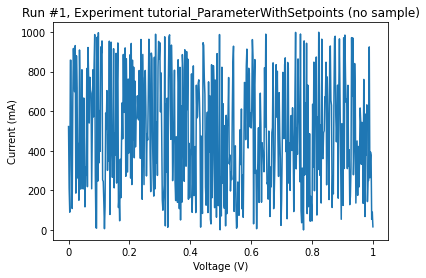 Run #1, Experiment tutorial_ParameterWithSetpoints (no sample)
1000
800
600
400
200
0
Current (mA)
0 0.2 0.4 0.6 0.8 1
Voltage (V)